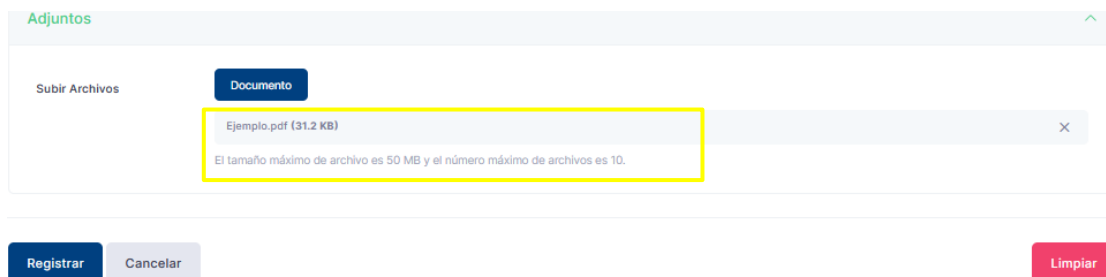 Adjuntos
Subir Archivos
Documento
Ejemplo.pdf (31.2 KB)
El tamaño máximo de archivo es 50 MB y el número máximo de archivos es 10.
Registrar Cancelar Limpiar